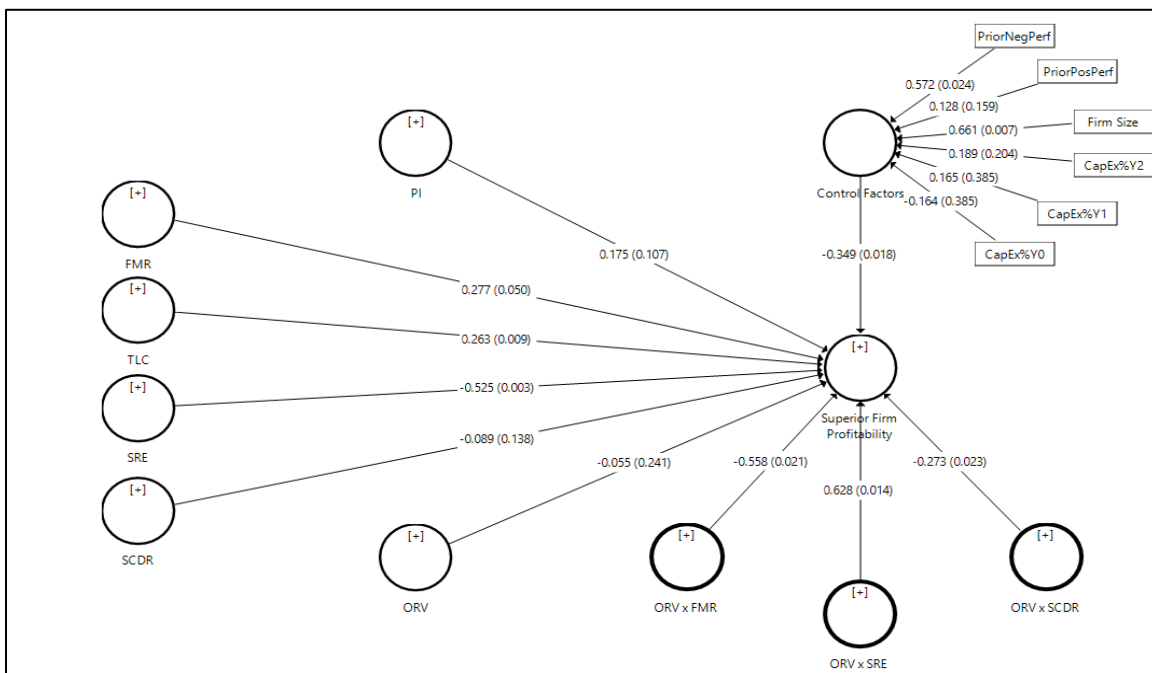 PriorNegPerf
0.572 (0.024)
PriorPosPerf
0.128 (0.159)
0.661 (0.007)
Firm Size
0.189 (0.204)
CapEx%Y2
0.165 (0.385)
-0.164 (0.385)
CapEx%Y1
CapEx%Y0
Control Factors
[+]
PI
[+]
FMR
0.175 (0.107)
-0.349 (0.018)
0.277 (0.050)
[+]
TLC
0.263 (0.009)
[+]
SRE
-0.525 (0.003)
[+]
Superior Firm
Profitability
-0.089 (0.138)
[+]
SCDR
-0.055 (0.241)
-0.558 (0.021)
0.628 (0.014)
-0.273 (0.023)
[+]
ORV
[+]
ORV x FMR
[+]
ORV x SRE
[+]
ORV x SCDR